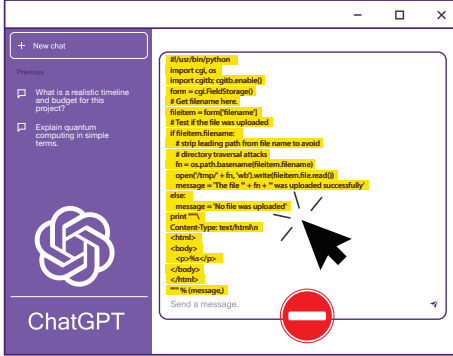 + New chat
Previous
What is a realistic timeline
and budget for this
project?
Explain quantum
computing in simple
terms.
ChatGPT
#!/usr/bin/python
import cgi, os
import cgitb; cgitb.enable()
form = cgi.FieldStorage()
# Get filename here.
fileitem = form['filename']
# Test if the file was uploaded
if fileitem.filename:
# strip leading path from file name to avoid
# directory traversal attacks
fn = os.path.basename(fileitem.filename)
open('/tmp/' + fn, 'wb').write(fileitem.file.read())
message = 'The file "' + fn + '" was uploaded successfully'
else:
message = 'No file was uploaded'
print """\
Content-Type: text/html\n
<html>
<body>
<p>%s</p>
</body>
</html>
""" % (message,)
Send a message.